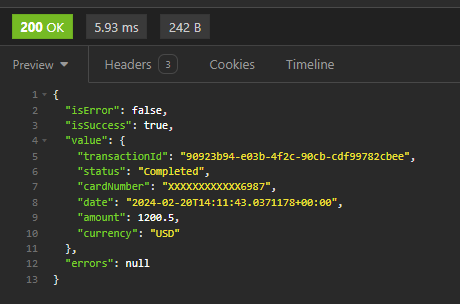 200 OK 5.93 ms 242 B
Preview Headers 3 Cookies Timeline
1 {
2 "isError": false,
3 "isSuccess": true,
4 "value": {
5 "transactionId": "90923b94-e03b-4f2c-90cb-cdf99782cbee",
6 "status": "Completed",
7 "cardNumber": "XXXXXXXXXXXX6987",
8 "date": "2024-02-20T14:11:43.0371178+00:00",
9 "amount": 1200.5,
10 "currency": "USD"
11 },
12 "errors": null
13 }